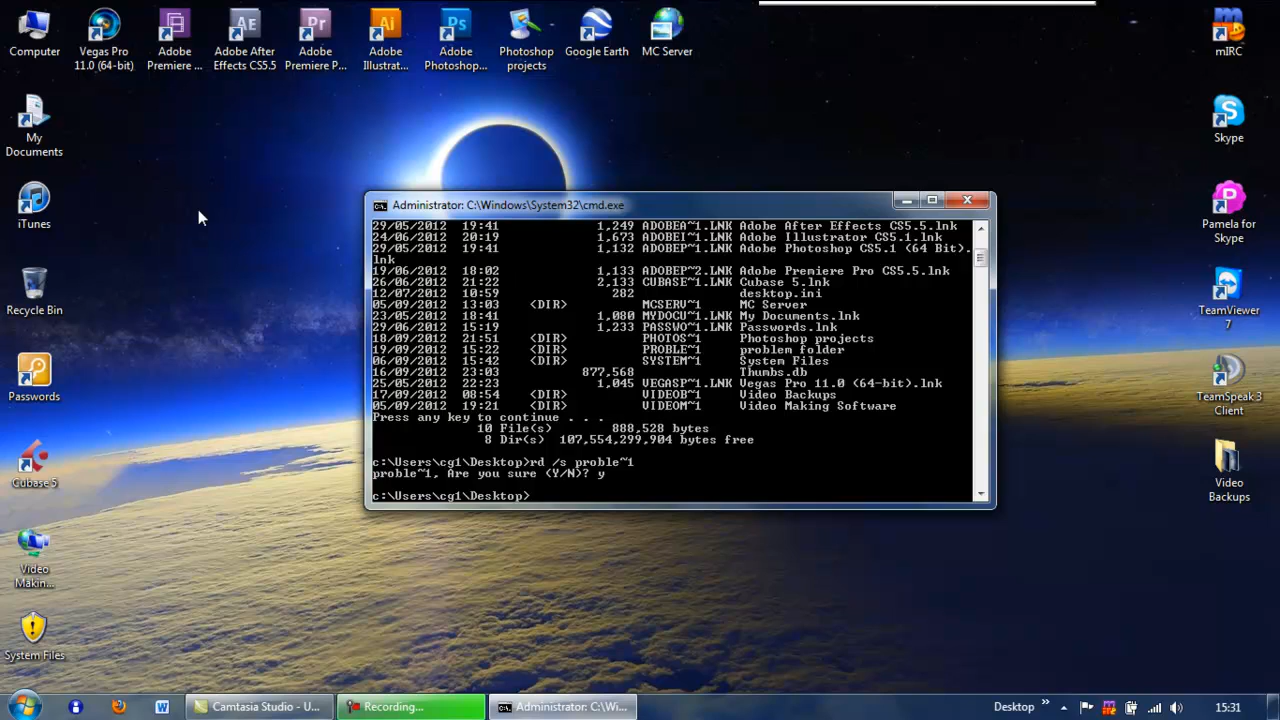 Computer
Vegas Pro
11.0 (64-bit)
Adobe
Premiere ...
Adobe After
Effects CS5.5
Adobe
Premiere P...
Adobe
Illustrat...
Adobe
Photoshop...
Photoshop
projects
Google Earth
MC Server
mIRC
My
Documents
Skype
iTunes
Pamela for
Skype
Recycle Bin
TeamViewer
7
Passwords
TeamSpeak 3
Client
Cubase 5
Video
Backups
Video
Makin...
System Files
Administrator: C:\Windows\System32\cmd.exe
29/05/2012 19:41 1,249 ADOBEA~1.LNK Adobe After Effects CS5.5.lnk
24/06/2012 20:19 1,673 ADOBEI~1.LNK Adobe Illustrator CS5.1.lnk
29/05/2012 19:41 1,132 ADOBEP~1.LNK Adobe Photoshop CS5.1 (64 Bit).
lnk
19/06/2012 18:02 1,133 ADOBEP~2.LNK Adobe Premiere Pro CS5.5.lnk
26/06/2012 21:22 2,133 CUBASE~1.LNK Cubase 5.lnk
12/07/2012 10:59 282 desktop.ini
05/09/2012 13:03 <DIR> MCSERV~1 MC Server
23/05/2012 18:41 1,080 MYDOCU~1.LNK My Documents.lnk
29/06/2012 15:19 1,233 PASSWO~1.LNK Passwords.lnk
18/09/2012 21:51 <DIR> PHOTOS~1 Photoshop projects
19/09/2012 15:22 <DIR> PROBLE~1 problem folder
06/09/2012 15:42 <DIR> SYSTEM~1 System Files
16/09/2012 23:03 877,568 Thumbs.db
25/05/2012 22:23 1,045 VEGASP~1.LNK Vegas Pro 11.0 (64-bit).lnk
17/09/2012 08:54 <DIR> VIDEOB~1 Video Backups
05/09/2012 19:21 <DIR> VIDEOM~1 Video Making Software
Press any key to continue . . .
10 File(s) 888,528 bytes
8 Dir(s) 107,554,299,904 bytes free
c:\Users\cg1\Desktop>rd /s proble~1
proble~1, Are you sure (Y/N)? y
c:\Users\cg1\Desktop>
Camtasia Studio - U...
Recording...
Administrator: C:\Wi...
Desktop
15:31